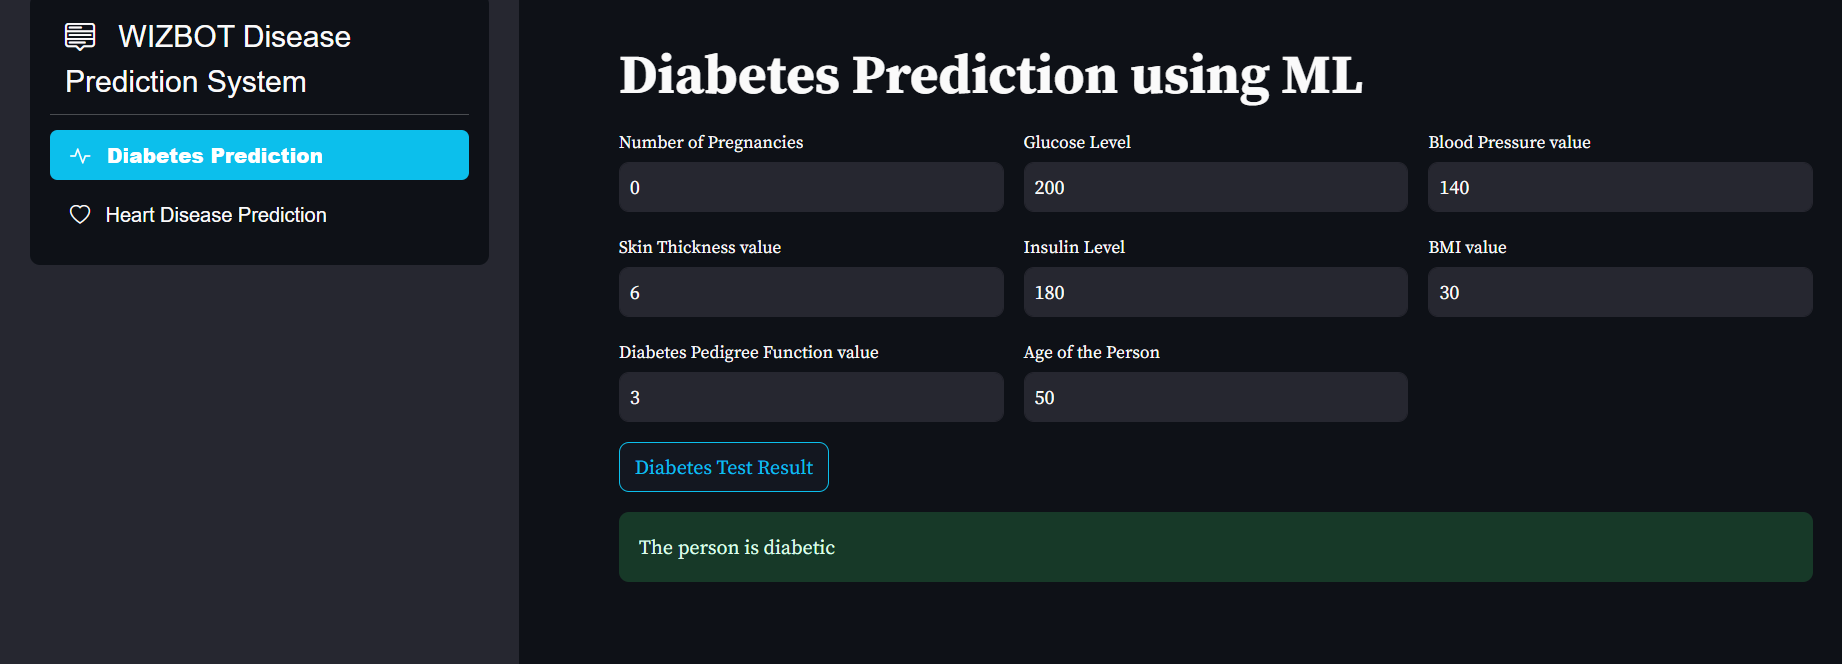 WIZBOT Disease
Prediction System
Diabetes Prediction
Heart Disease Prediction
Diabetes Prediction using ML
Number of Pregnancies
0
Glucose Level
200
Blood Pressure value
140
Skin Thickness value
6
Insulin Level
180
BMI value
30
Diabetes Pedigree Function value
3
Age of the Person
50
Diabetes Test Result
The person is diabetic